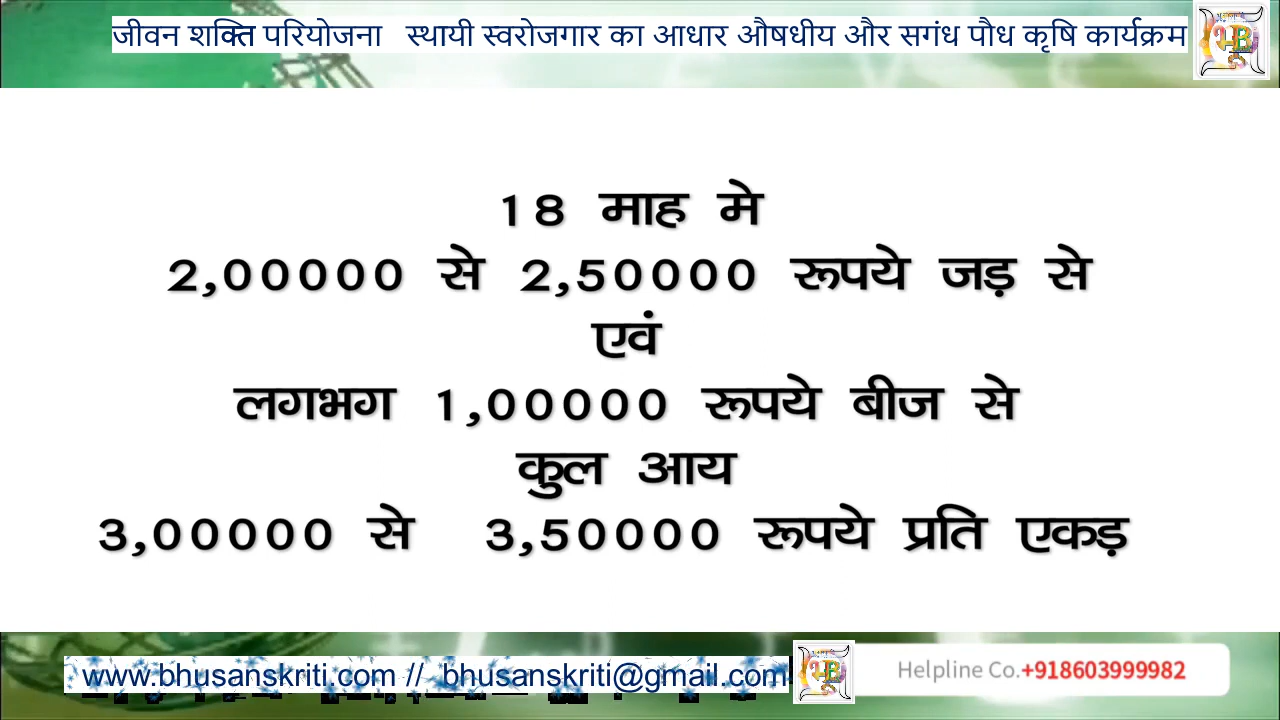 जीवन शक्ति परियोजना स्थायी स्वरोजगार का आधार औषधीय और सगंध पौध कृषि कार्यक्रम
18 माह मे
2,00000 से 2,50000 रूपये जड़ से
एवं
लगभग 1,00000 रूपये बीज से
कुल आय
3,00000 से 3,50000 रूपये प्रति एकड़
www.bhusanskriti.com // bhusanskriti@gmail.com
Helpline Co.+918603999982